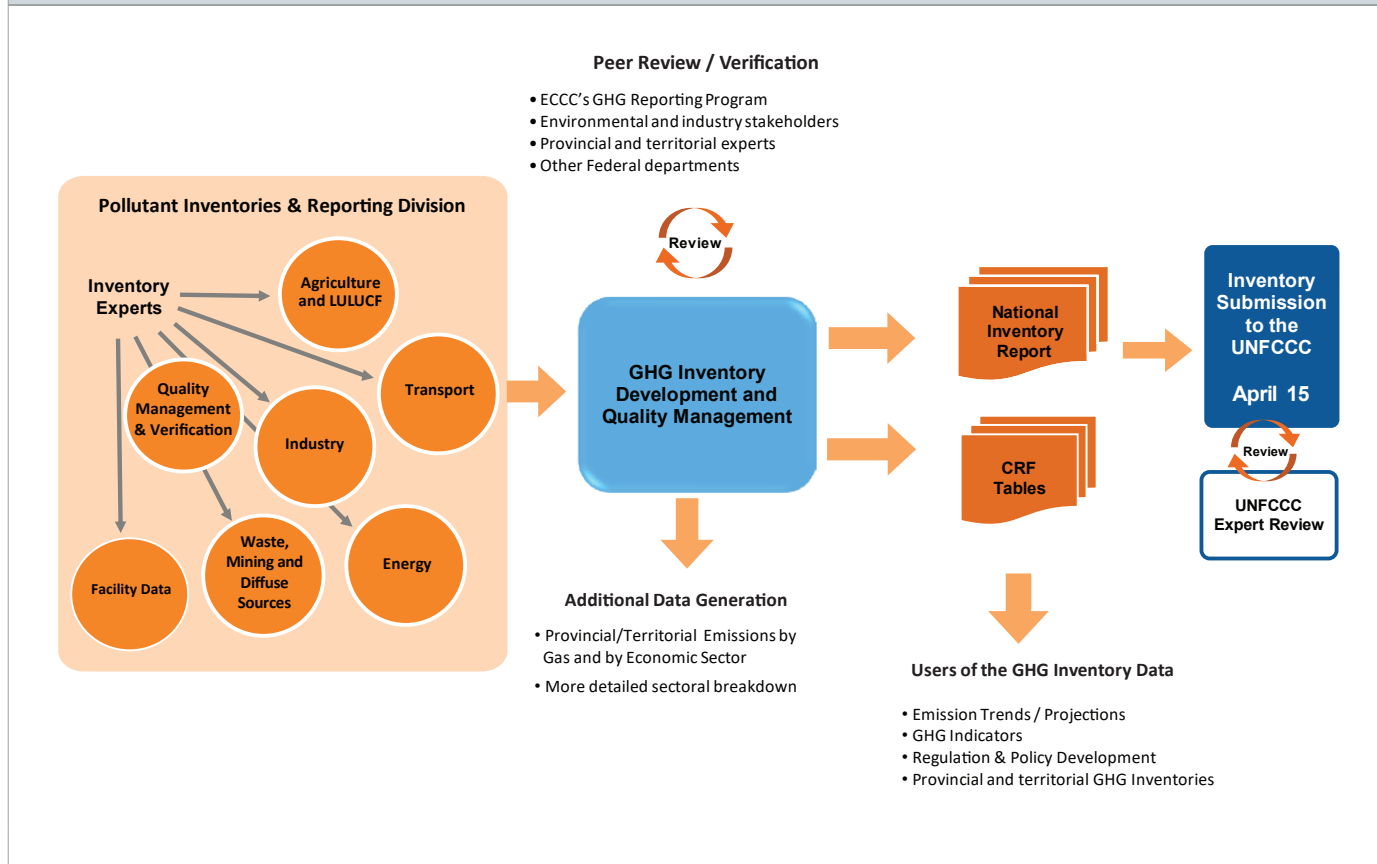 Peer Review / Verification
• ECCC's GHG Reporting Program
• Environmental and industry stakeholders
• Provincial and territorial experts
• Other Federal departments
Pollutant Inventories & Reporting Division
Inventory
Experts
Agriculture
and LULUCF
Transport
Quality
Management
& Verification
Industry
Facility Data
Waste,
Mining and
Diffuse
Sources
Energy
Review
GHG Inventory
Development and
Quality Management
National
Inventory
Report
CRF
Tables
Inventory
Submission
to the
UNFCCC
April 15
Review
UNFCCC
Expert Review
Additional Data Generation
• Provincial/Territorial Emissions by
Gas and by Economic Sector
• More detailed sectoral breakdown
Users of the GHG Inventory Data
• Emission Trends / Projections
• GHG Indicators
• Regulation & Policy Development
• Provincial and territorial GHG Inventories